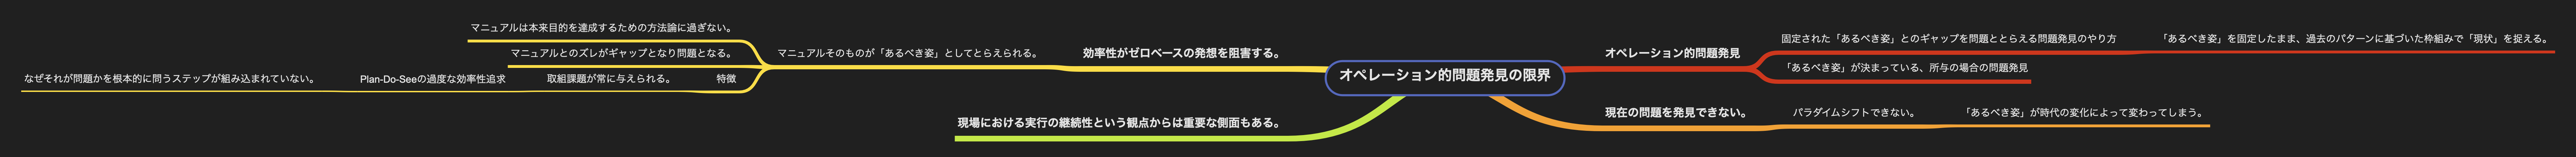 オペレーション的問題発見の限界
オペレーション的問題発見
固定された「あるべき姿」とのギャップを問題ととらえる問題発見のやり方
「あるべき姿」を固定したまま、過去のパターンに基づいた枠組みで「現状」を捉える。
「あるべき姿」が決まっている、所与の場合の問題発見
現在の問題を発見できない。
パラダイムシフトできない。
「あるべき姿」が時代の変化によって変わってしまう。
効率性がゼロベースの発想を阻害する。
マニュアルそのものが「あるべき姿」としてとらえられる。
マニュアルは本来目的を達成するための方法論に過ぎない。
マニュアルとのズレがギャップとなり問題となる。
特徴
取組課題が常に与えられる。
Plan-Do-Seeの過度な効率性追求
なぜそれが問題かを根本的に問うステップが組み込まれていない。
現場における実行の継続性という観点からは重要な側面もある。